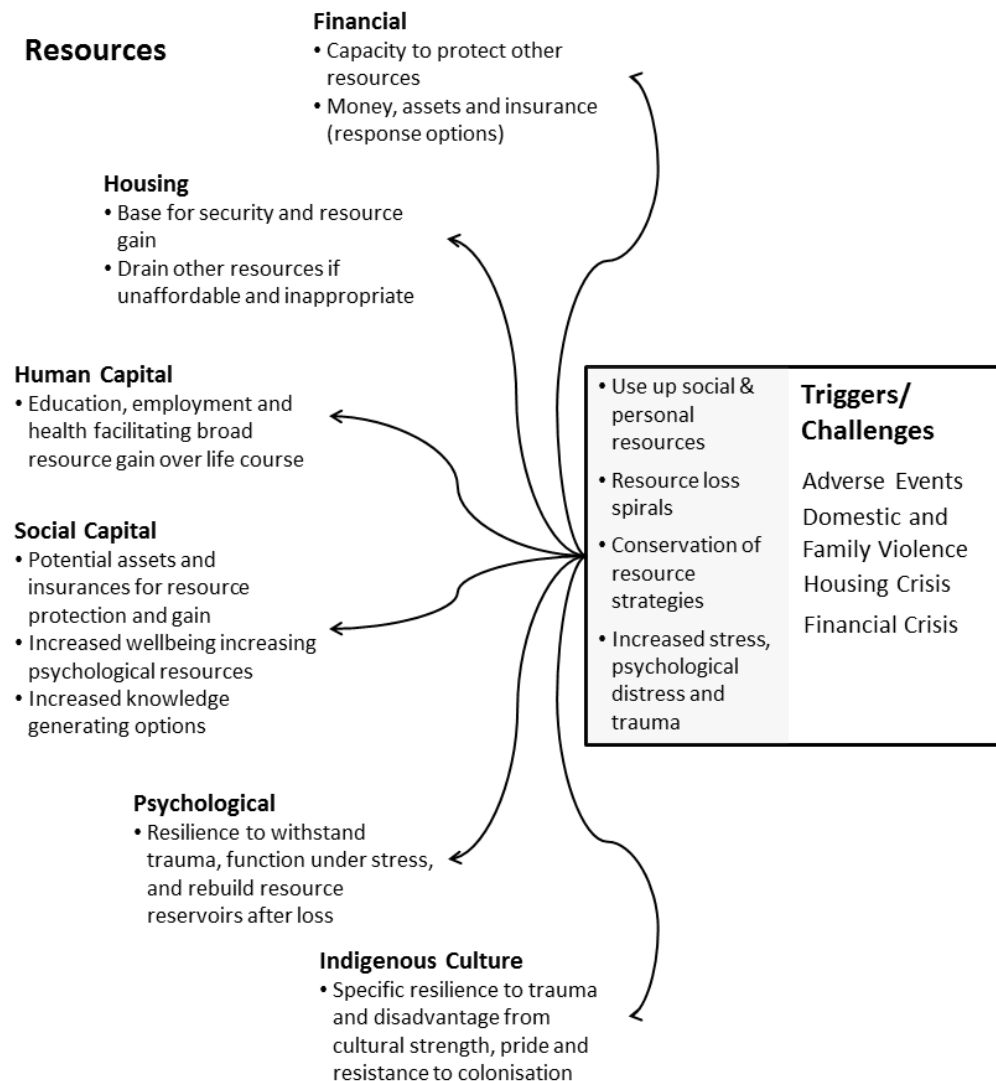 Resources
Financial
• Capacity to protect other
resources
• Money, assets and insurance
(response options)
Housing
• Base for security and resource
gain
• Drain other resources if
unaffordable and inappropriate
Human Capital
• Education, employment and
health facilitating broad
resource gain over life course
Social Capital
• Potential assets and
insurances for resource
protection and gain
• Increased wellbeing increasing
psychological resources
• Increased knowledge
generating options
Psychological
• Resilience to withstand
trauma, function under stress,
and rebuild resource
reservoirs after loss
Indigenous Culture
• Specific resilience to trauma
and disadvantage from
cultural strength, pride and
resistance to colonisation
• Use up social &
personal
resources
• Resource loss
spirals
• Conservation of
resource
strategies
• Increased stress,
psychological
distress and
trauma
Triggers/
Challenges
Adverse Events
Domestic and
Family Violence
Housing Crisis
Financial Crisis